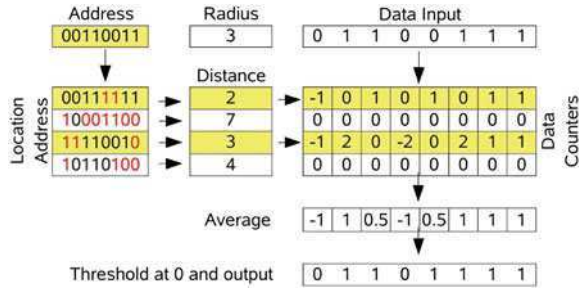 Address Radius Data Input
00110011 3 0 1 1 0 0 1 1 1
Distance
00111111 2 -1 0 1 0 1 0 1 1
10001100 7 0 0 0 0 0 0 0 0
11110010 3 -1 2 0 -2 0 2 1 1
10110100 4 0 0 0 0 0 0 0 0
Location Address
Data Counters
Average -1 1 0.5 -1 0.5 1 1 1
Threshold at 0 and output 0 1 1 0 1 1 1 1